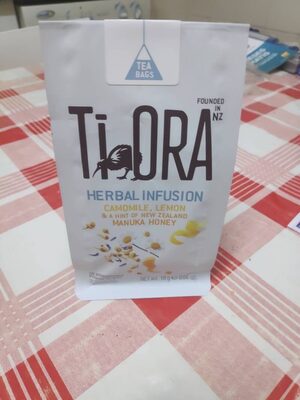 TEA
BAGS
FOUNDED
IN
NZ
Ti ORA
HERBAL INFUSION
CAMOMILE, LEMON
& A HINT OF NEW ZEALAND
MANUKA HONEY